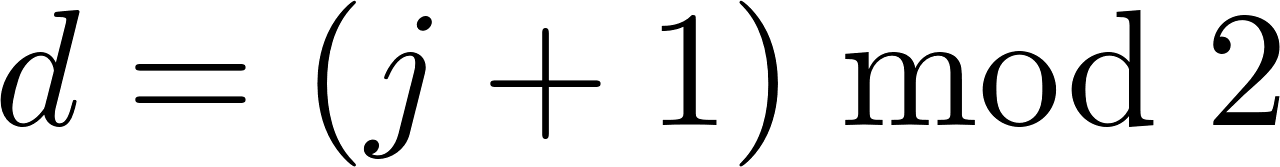 d = (j + 1) mod 2